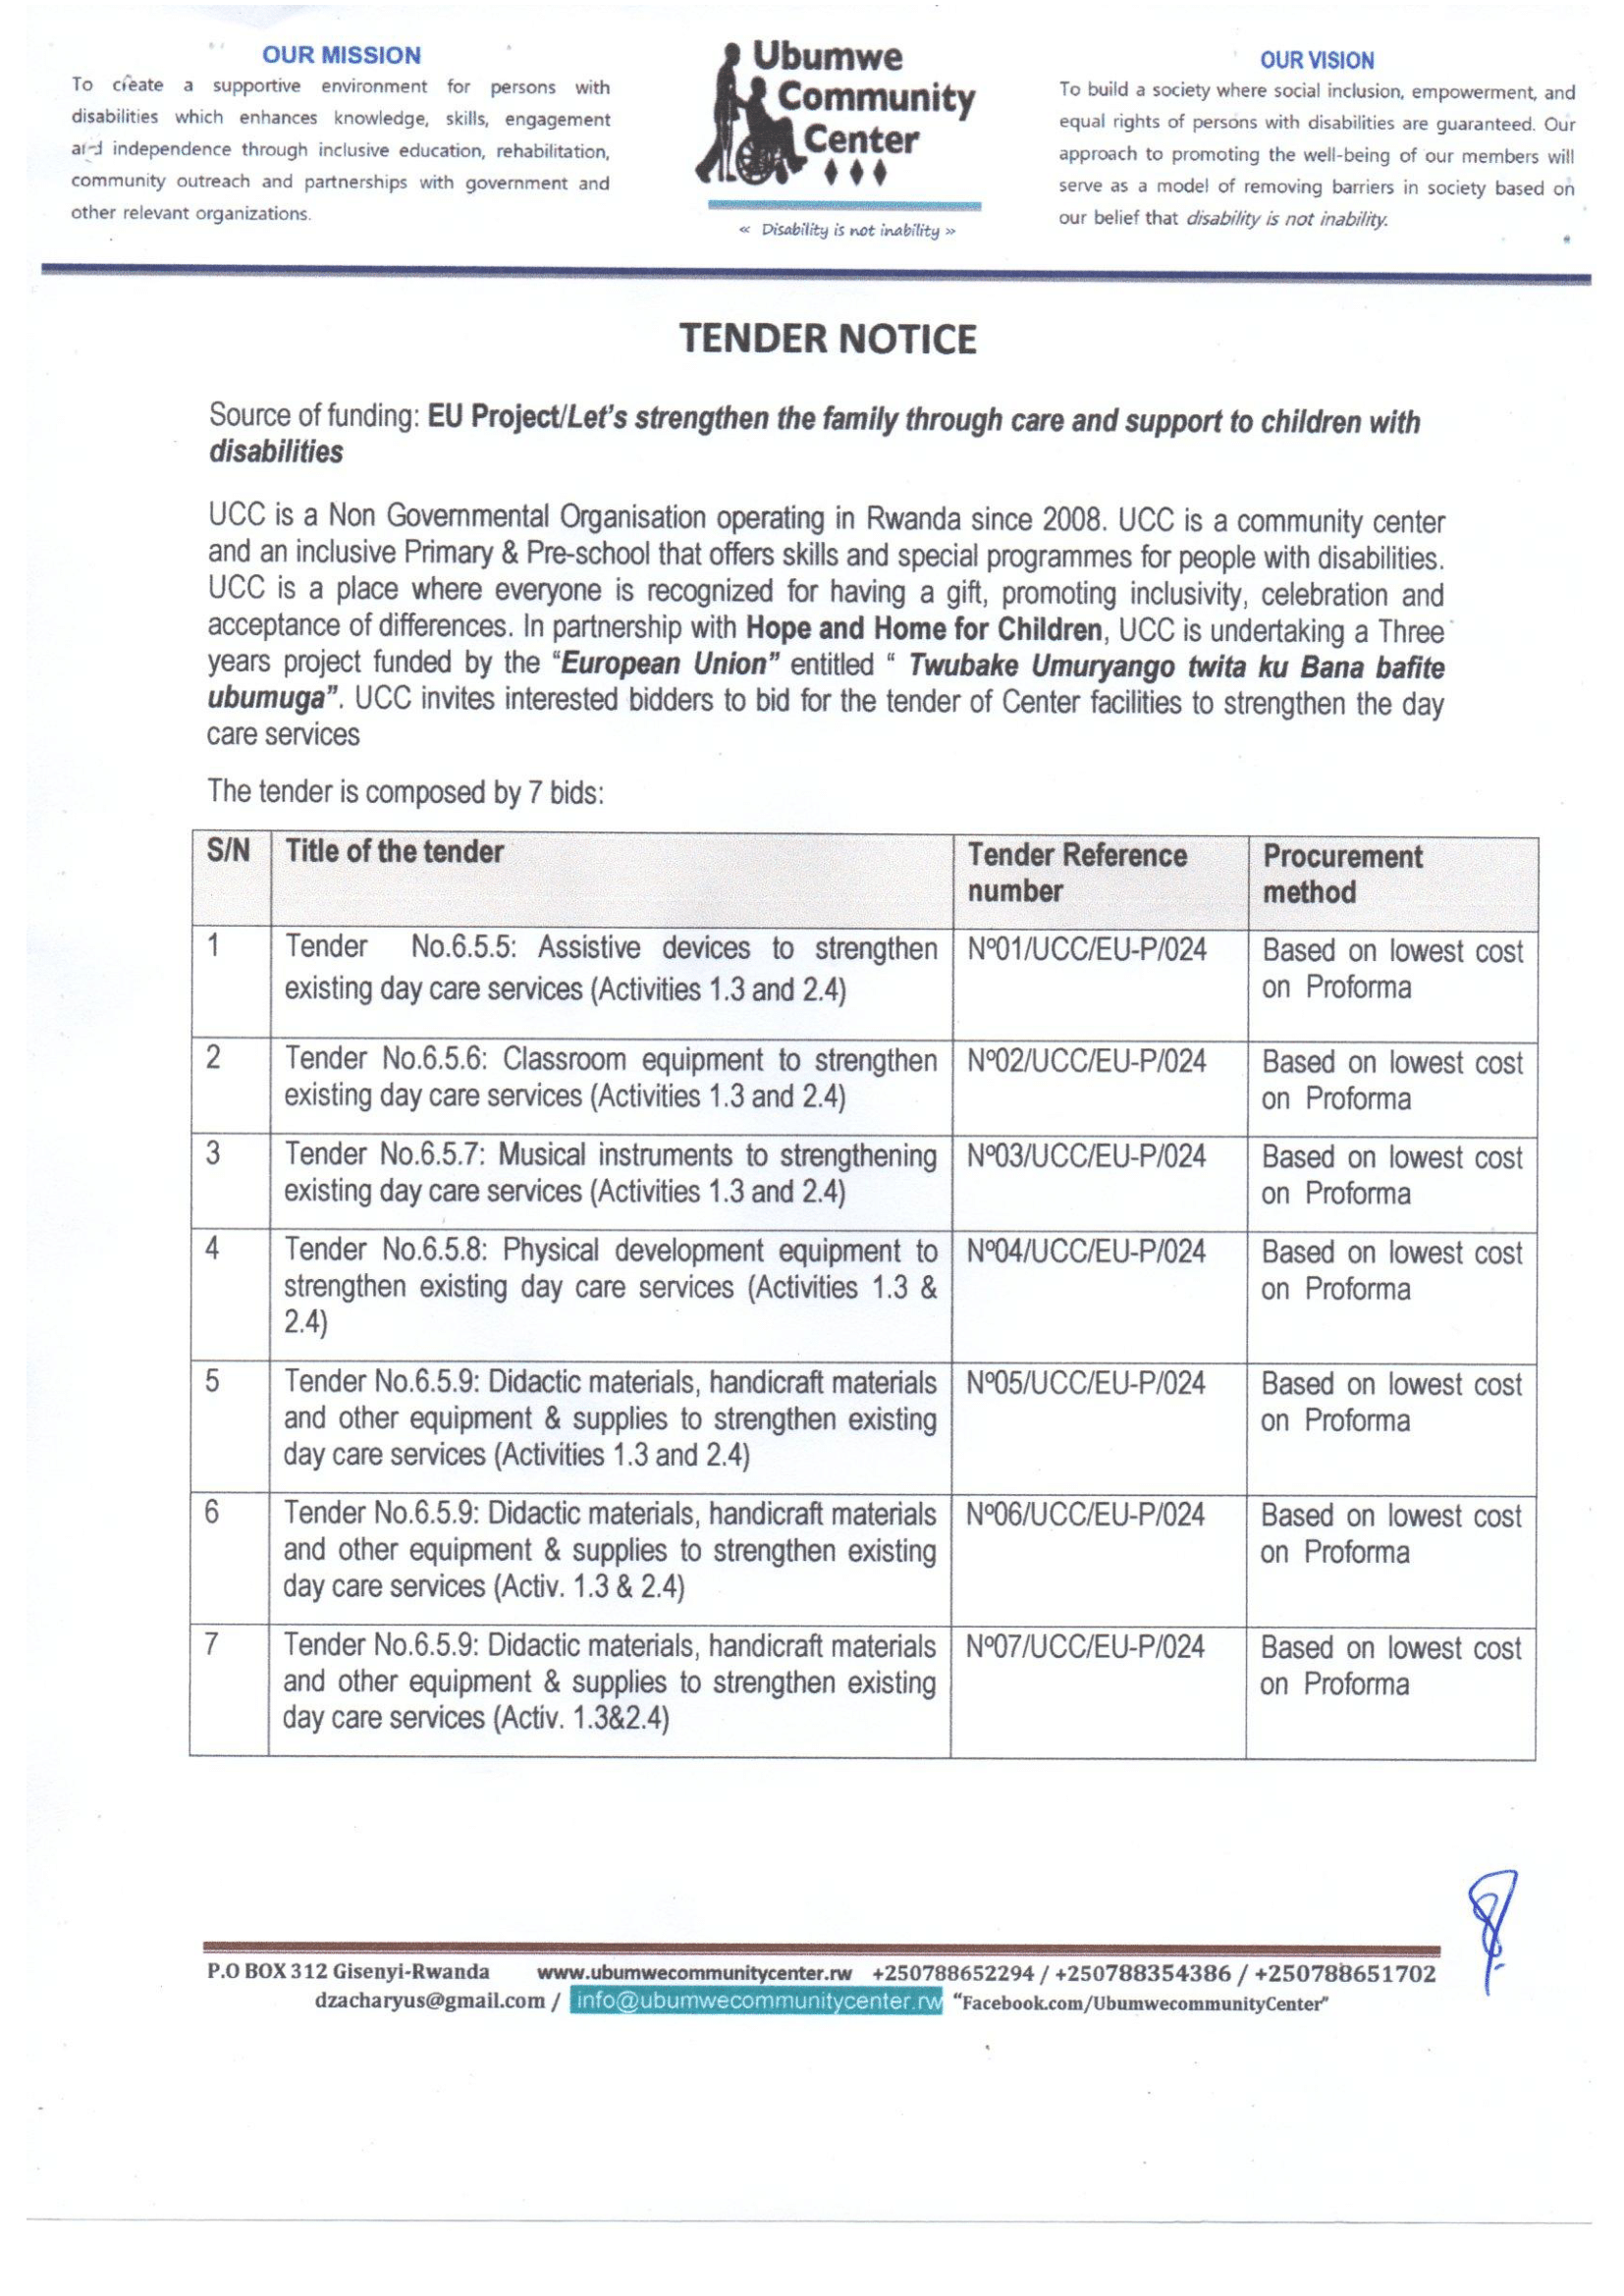 OUR MISSION
To create a supportive environment for persons with
disabilities which enhances knowledge, skills, engagement
and independence through inclusive education, rehabilitation,
community outreach and partnerships with government and
other relevant organizations.
Ubumwe
Community
Center
« Disability is not inability »
OUR VISION
To build a society where social inclusion, empowerment, and
equal rights of persons with disabilities are guaranteed. Our
approach to promoting the well-being of our members will
serve as a model of removing barriers in society based on
our belief that disability is not inability.
TENDER NOTICE
Source of funding: EU Project/Let's strengthen the family through care and support to children with
disabilities
UCC is a Non Governmental Organisation operating in Rwanda since 2008. UCC is a community center
and an inclusive Primary & Pre-school that offers skills and special programmes for people with disabilities.
UCC is a place where everyone is recognized for having a gift, promoting inclusivity, celebration and
acceptance of differences. In partnership with Hope and Home for Children, UCC is undertaking a Three
years project funded by the “European Union” entitled “ Twubake Umuryango twita ku Bana bafite
ubumuga”. UCC invites interested bidders to bid for the tender of Center facilities to strengthen the day
care services
The tender is composed by 7 bids:
S/N Title of the tender Tender Reference Procurement
number method
1 Tender No.6.5.5: Assistive devices to strengthen Nº01/UCC/EU-P/024 Based on lowest cost
existing day care services (Activities 1.3 and 2.4) on Proforma
2 Tender No.6.5.6: Classroom equipment to strengthen Nº02/UCC/EU-P/024 Based on lowest cost
existing day care services (Activities 1.3 and 2.4) on Proforma
3 Tender No.6.5.7: Musical instruments to strengthening Nº03/UCC/EU-P/024 Based on lowest cost
existing day care services (Activities 1.3 and 2.4) on Proforma
4 Tender No.6.5.8: Physical development equipment to Nº04/UCC/EU-P/024 Based on lowest cost
strengthen existing day care services (Activities 1.3 & on Proforma
2.4)
5 Tender No.6.5.9: Didactic materials, handicraft materials Nº05/UCC/EU-P/024 Based on lowest cost
and other equipment & supplies to strengthen existing on Proforma
day care services (Activities 1.3 and 2.4)
6 Tender No.6.5.9: Didactic materials, handicraft materials Nº06/UCC/EU-P/024 Based on lowest cost
and other equipment & supplies to strengthen existing on Proforma
day care services (Activ. 1.3 & 2.4)
7 Tender No.6.5.9: Didactic materials, handicraft materials Nº07/UCC/EU-P/024 Based on lowest cost
and other equipment & supplies to strengthen existing on Proforma
day care services (Activ. 1.3&2.4)
P.O BOX 312 Gisenyi-Rwanda www.ubumwecommunitycenter.rw +250788652294 / +250788354386 / +250788651702
dzacharyus@gmail.com / info@ubumwecommunitycenter.rw “Facebook.com/UbumwecommunityCenter”